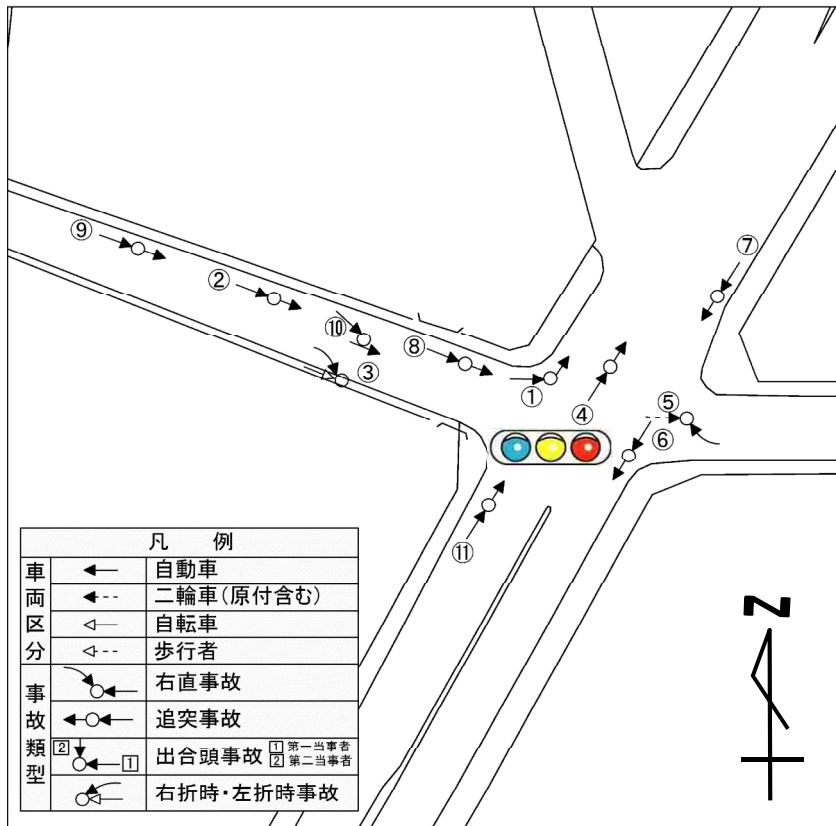 ⑦
⑨
②
⑩
⑧
③
①
④
⑤
⑥
⑪
N
凡 例
車両区分
自動車
二輪車(原付含む)
自転車
歩行者
事故類型
右直事故
追突事故
2 1 出合頭事故 1 第一当事者
2 第二当事者
右折時・左折時事故